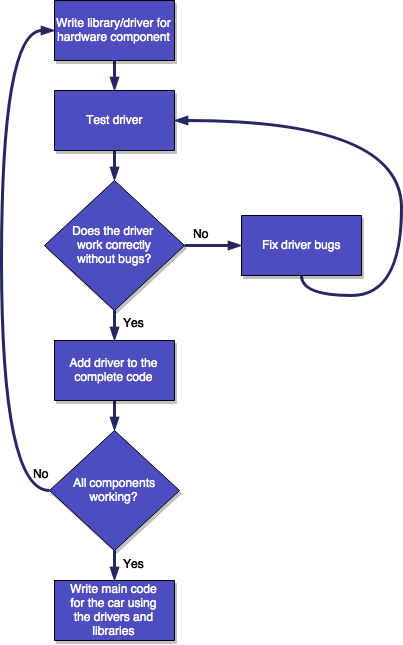 Write library/driver for
hardware component
Test driver
Does the driver
work correctly
without bugs?
No
Fix driver bugs
Yes
Add driver to the
complete code
All components
working?
No
Yes
Write main code
for the car using
the drivers and
libraries